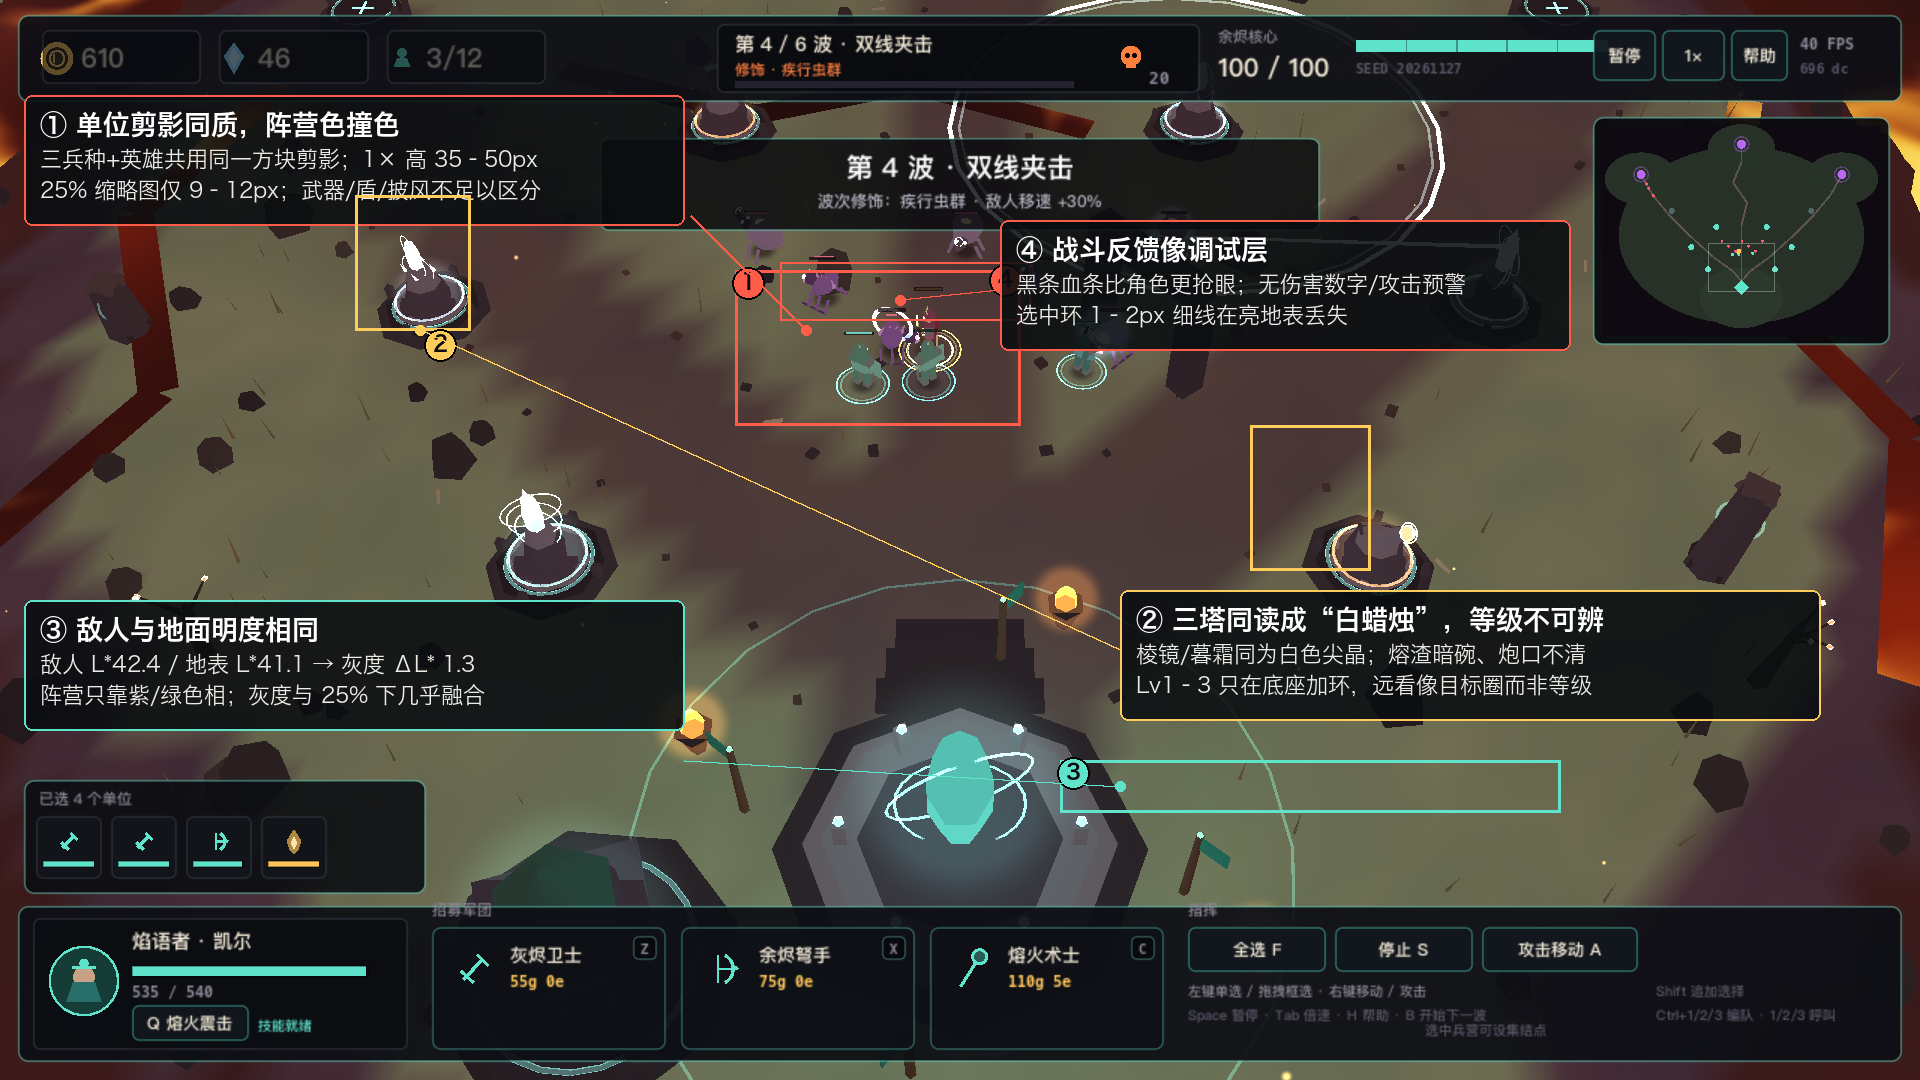 610
46
3/12
第 4 / 6 波 · 双线夹击
修饰 · 疾行虫群
20
余烬核心
100 / 100
SEED 20261127
暂停
1×
帮助
40 FPS
696 dc
① 单位剪影同质，阵营色撞色
三兵种+英雄共用同一方块剪影；1× 高 35 - 50px
25% 缩略图仅 9 - 12px；武器/盾/披风不足以区分
第 4 波 · 双线夹击
波次修饰：疾行虫群 · 敌人移速 +30%
④ 战斗反馈像调试层
黑条血条比角色更抢眼；无伤害数字/攻击预警
选中环 1 - 2px 细线在亮地表丢失
1
2
② 三塔同读成“白蜡烛”，等级不可辨
棱镜/暮霜同为白色尖晶；熔渣暗碗、炮口不清
Lv1 - 3 只在底座加环，远看像目标圈而非等级
③ 敌人与地面明度相同
敌人 L*42.4 / 地表 L*41.1 → 灰度 ΔL* 1.3
阵营只靠紫/绿色相；灰度与 25% 下几乎融合
3
已选 4 个单位
焰语者 · 凯尔
535 / 540
Q 熔火震击
技能就绪
招募军团
灰烬卫士
Z
55g 0e
余烬弩手
X
75g 0e
熔火术士
C
110g 5e
指挥
全选 F
停止 S
攻击移动 A
左键单选 / 拖拽框选 · 右键移动 / 攻击
Shift 追加选择
Space 暂停 · Tab 倍速 · H 帮助 · B 开始下一波
Ctrl+1/2/3 编队 · 1/2/3 呼叫
选中兵营可设集结点